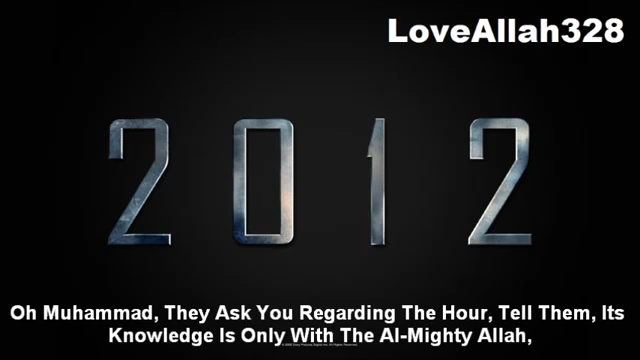 LoveAllah328
2012
Oh Muhammad, They Ask You Regarding The Hour, Tell Them, Its
Knowledge Is Only With The Al-Mighty Allah,